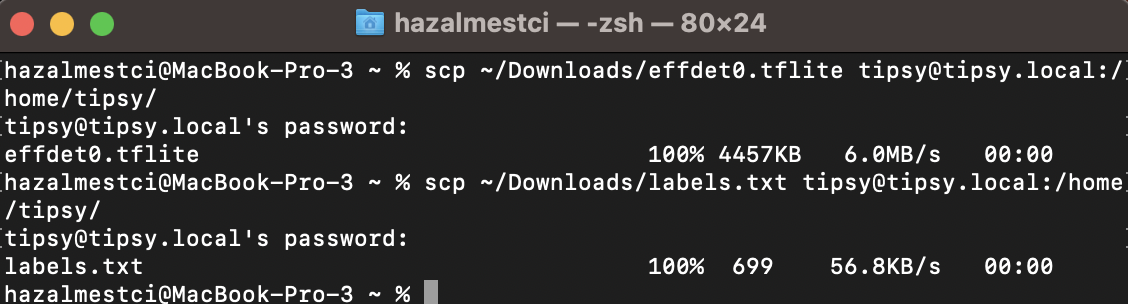 hazalmestci — -zsh — 80×24
[hazalmestci@MacBook-Pro-3 ~ % scp ~/Downloads/effdet0.tflite tipsy@tipsy.local:/]
home/tipsy/
[tipsy@tipsy.local's password:
effdet0.tflite 100% 4457KB 6.0MB/s 00:00
[hazalmestci@MacBook-Pro-3 ~ % scp ~/Downloads/labels.txt tipsy@tipsy.local:/home]
/tipsy/
[tipsy@tipsy.local's password:
labels.txt 100% 699 56.8KB/s 00:00
hazalmestci@MacBook-Pro-3 ~ %